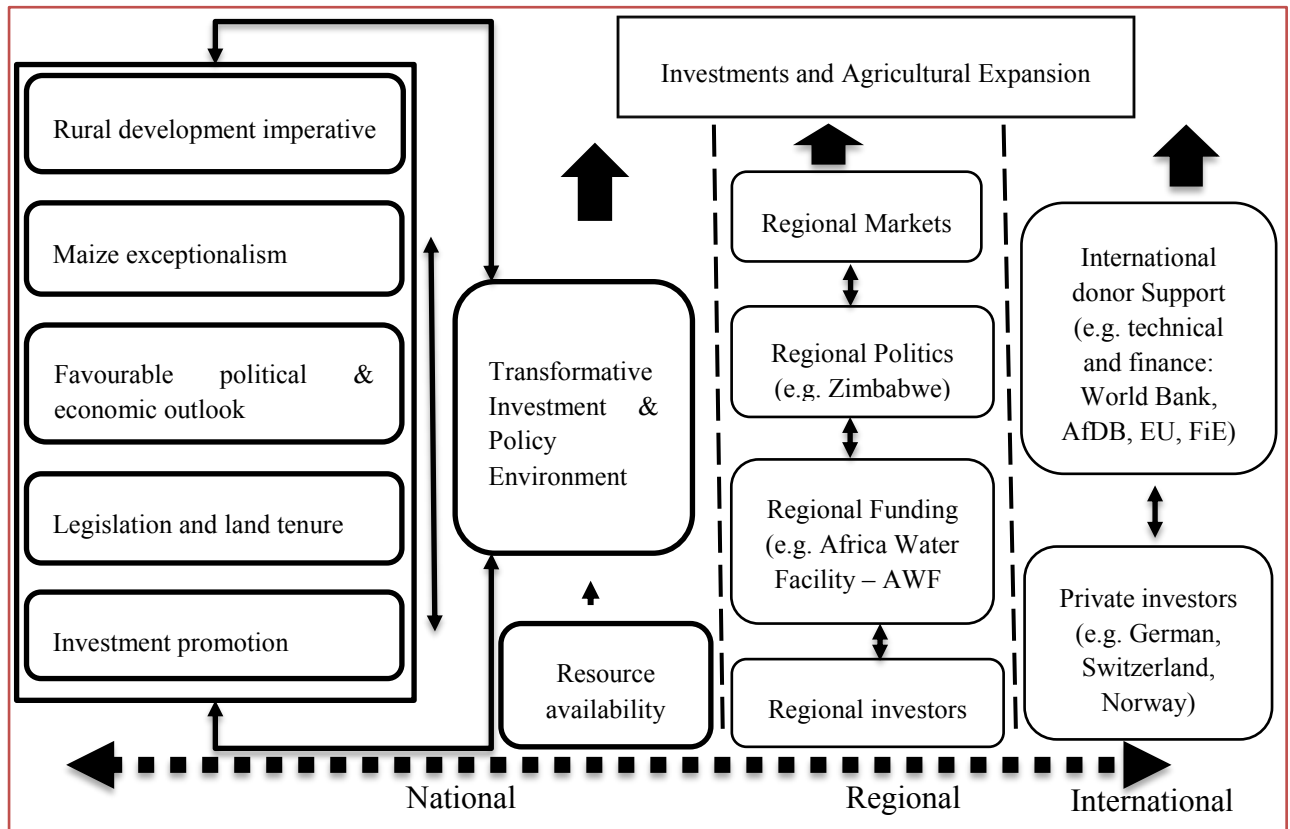 Investments and Agricultural Expansion
Rural development imperative
Maize exceptionalism
Favourable political &
economic outlook
Legislation and land tenure
Investment promotion
Transformative
Investment &
Policy
Environment
Resource
availability
Regional Markets
Regional Politics
(e.g. Zimbabwe)
Regional Funding
(e.g. Africa Water
Facility – AWF
Regional investors
International
donor Support
(e.g. technical
and finance:
World Bank,
AfDB, EU, FiE)
Private investors
(e.g. German,
Switzerland,
Norway)
National
Regional
International